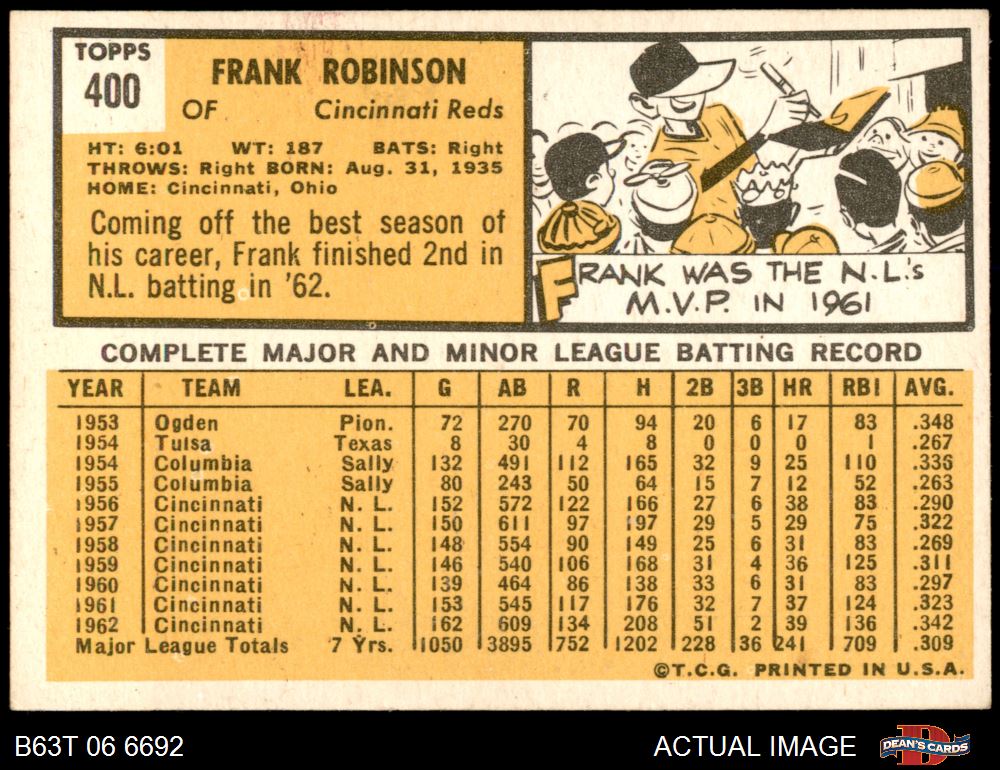 TOPPS
400
FRANK ROBINSON
OF Cincinnati Reds
HT: 6:01 WT: 187 BATS: Right
THROWS: Right BORN: Aug. 31, 1935
HOME: Cincinnati, Ohio
Coming off the best season of
his career, Frank finished 2nd in
N.L. batting in '62.
FRANK WAS THE N.L.'s
M.V.P. IN 1961
COMPLETE MAJOR AND MINOR LEAGUE BATTING RECORD
YEAR TEAM LEA. G AB R H 2B 3B HR RBI AVG.
1953 Ogden Pion. 72 270 70 94 20 6 17 83 .348
1954 Tulsa Texas 8 30 4 8 0 0 0 1 .267
1954 Columbia Sally 132 491 112 165 32 9 25 110 .336
1955 Columbia Sally 80 243 50 64 15 7 12 52 .263
1956 Cincinnati N. L. 152 572 122 166 27 6 38 83 .290
1957 Cincinnati N. L. 150 611 97 197 29 5 29 75 .322
1958 Cincinnati N. L. 148 554 90 149 25 6 31 83 .269
1959 Cincinnati N. L. 146 540 106 168 31 4 36 125 .311
1960 Cincinnati N. L. 139 464 86 138 33 6 31 83 .297
1961 Cincinnati N. L. 153 545 117 176 32 7 37 124 .323
1962 Cincinnati N. L. 162 609 134 208 51 2 39 136 .342
Major League Totals 7 Yrs. 1050 3895 752 1202 228 36 241 709 .309
©T.C.G. PRINTED IN U.S.A.
B63T 06 6692
ACTUAL IMAGE
D
DEAN'S CARDS